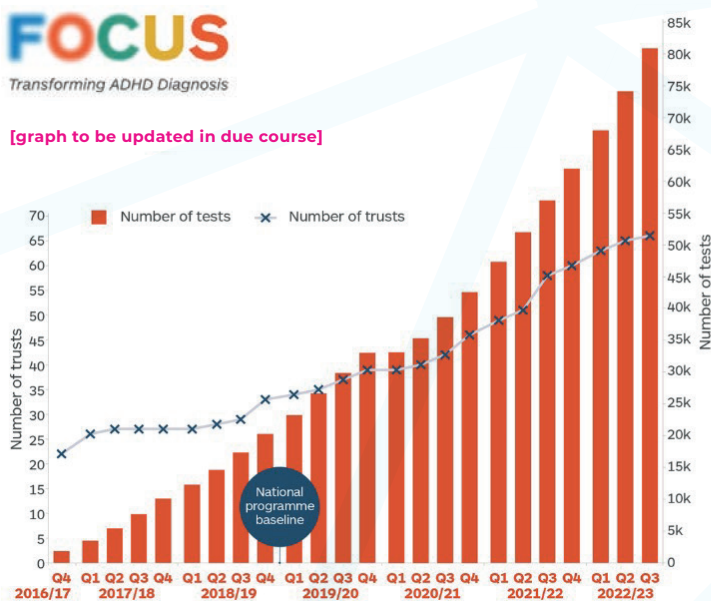 FOCUS
Transforming ADHD Diagnosis
[graph to be updated in due course]
Number of tests
Number of trusts
70
65
60
55
50
45
40
35
30
25
20
15
10
5
0
Number of trusts
85k
80k
75k
70k
65k
60k
55k
50k
45k
40k
35k
30k
25k
20k
15k
10k
5k
0
Number of tests
National
programme
baseline
Q4 Q1 Q2 Q3 Q4 Q1 Q2 Q3 Q4 Q1 Q2 Q3 Q4 Q1 Q2 Q3 Q4 Q1 Q2 Q3 Q4 Q1 Q2 Q3
2016/17 2017/18 2018/19 2019/20 2020/21 2021/22 2022/23